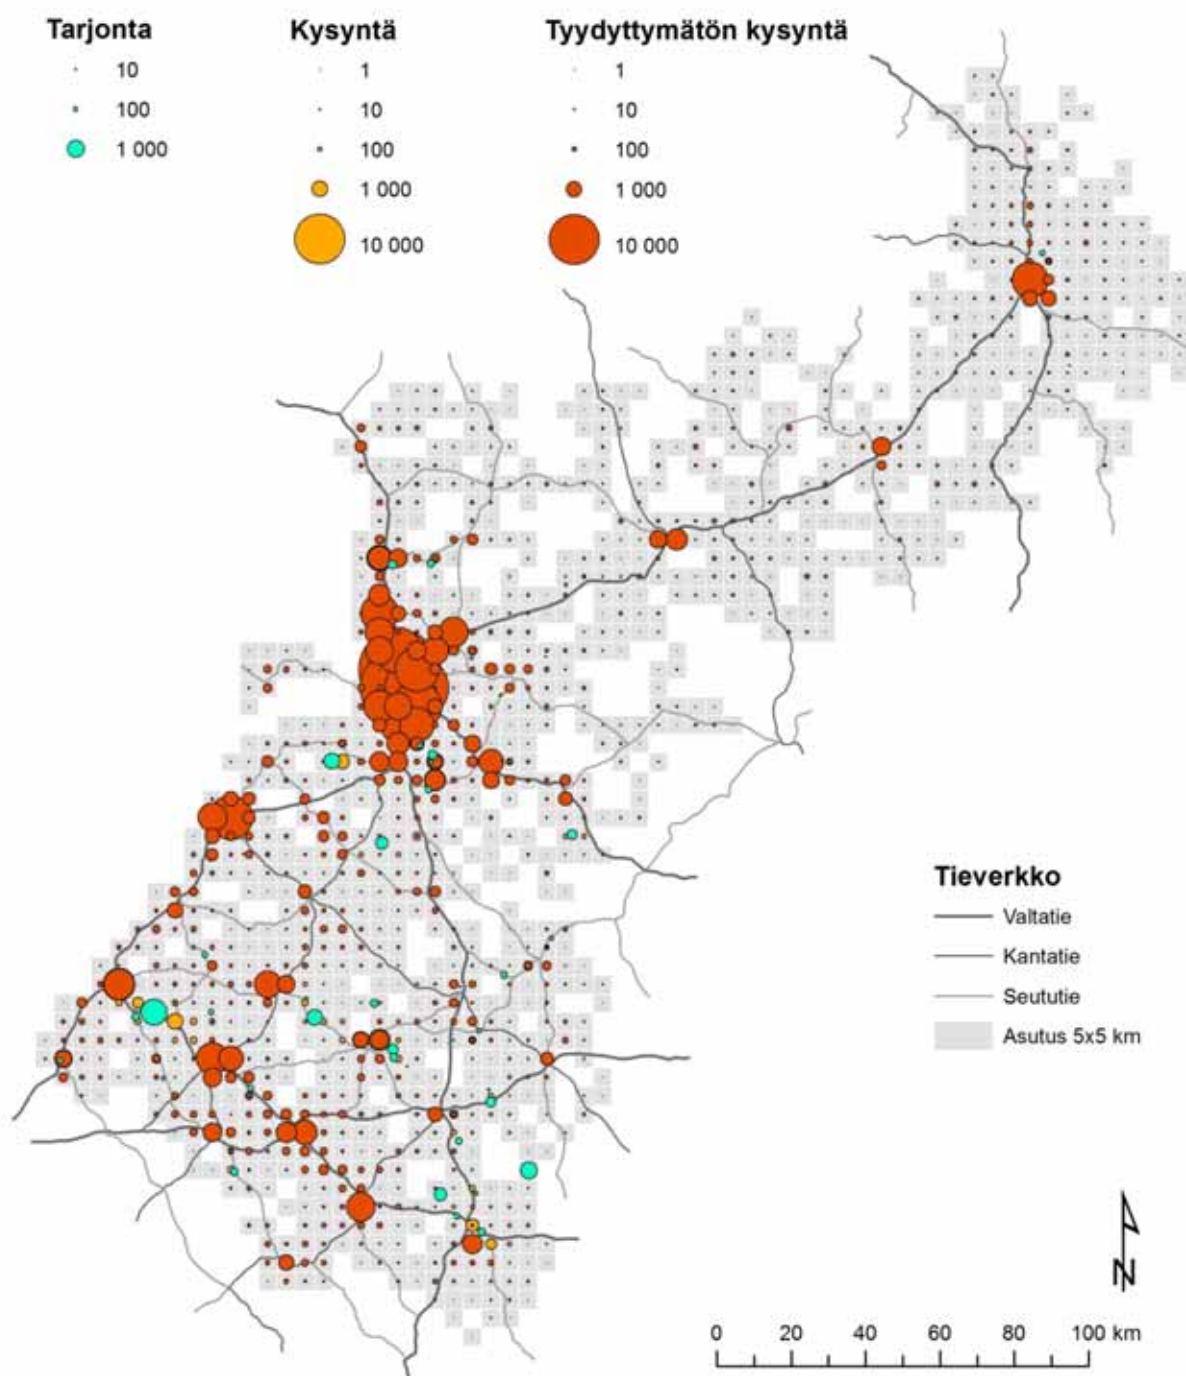 Tarjonta
10
100
1 000
Kysyntä
1
10
100
1 000
10 000
Tyydyttymätön kysyntä
1
10
100
1 000
10 000
Tieverkko
Valtatie
Kantatie
Seututie
Asutus 5x5 km
N
0 20 40 60 80 100 km